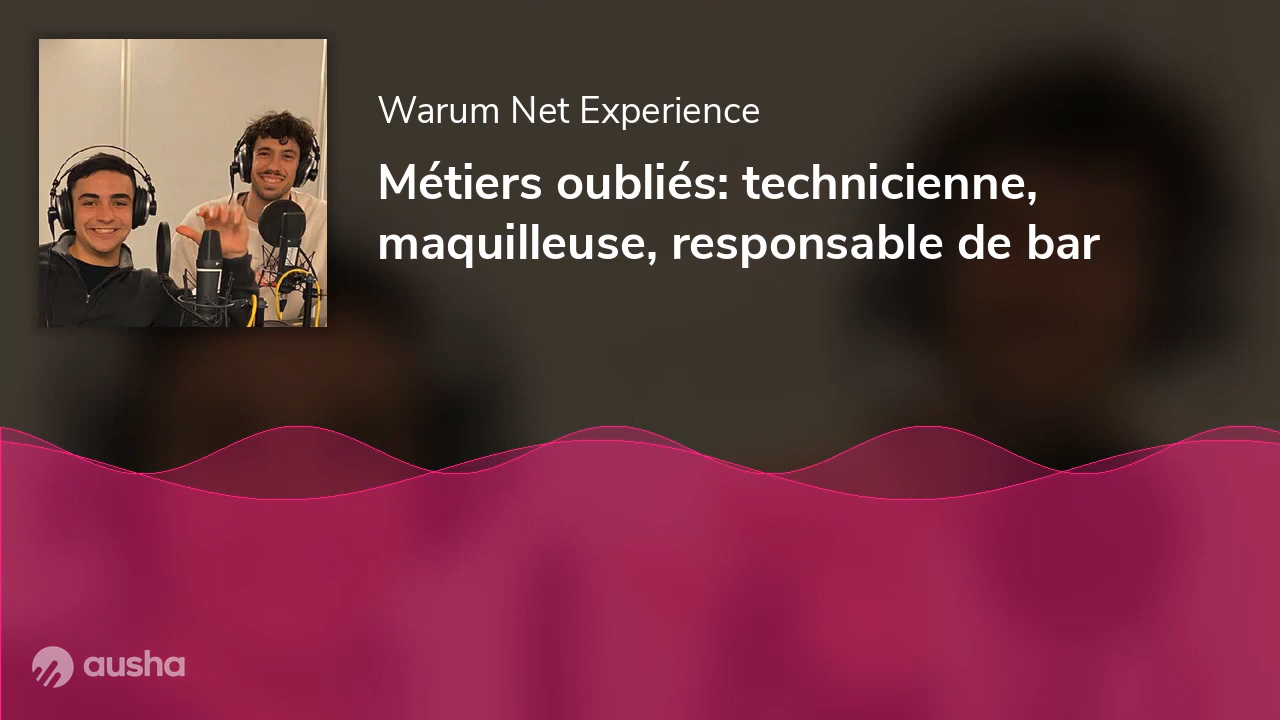 Warum Net Experience
Métiers oubliés: technicienne,
maquilleuse, responsable de bar
ausha